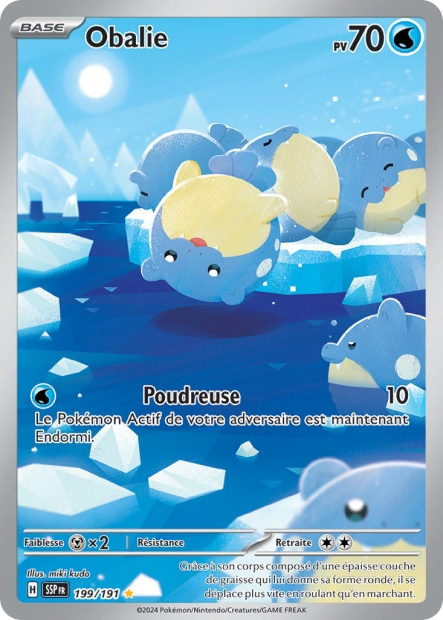 BASE
Obalie
PV 70
Poudreuse 10
Le Pokémon Actif de votre adversaire est maintenant
Endormi.
Faiblesse ×2 Résistance Retraite
Illus. miki kudo
Grâce à son corps composé d'une épaisse couche
de graisse qui lui donne sa forme ronde, il se
déplace plus vite en roulant qu'en marchant.
H SSP FR 199/191
©2024 Pokémon/Nintendo/Creatures/GAME FREAK